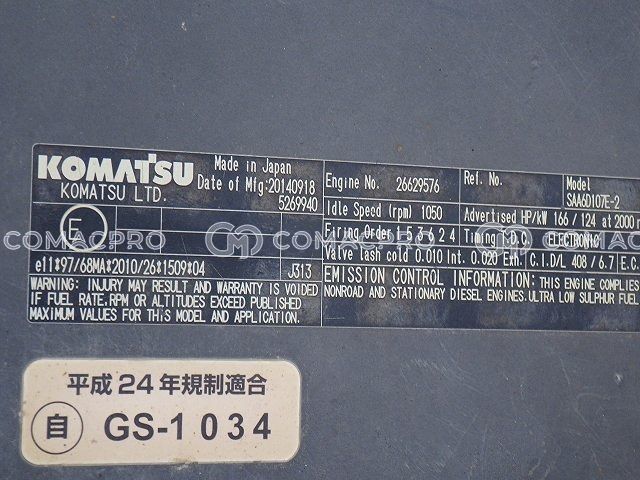 KOMATSU
KOMATSU LTD.
Made in Japan
Date of Mfg:20140918
5269940
Engine No. 26629576
Ref. No.
Model
SAA6D107E-2
Idle Speed (rpm) 1050
Advertised HP/kW 166 / 124 at 2000 r
Firing Order 1 5 3 6 2 4
Timing T.D.C. ELECTRONIC
Valve lash cold 0.010 Int. 0.020 Exh.
C.I.D/L 408 / 6.7
E.C.
E
e11*97/68MA*2010/26*1509*04
J313
WARNING: INJURY MAY RESULT AND WARRANTY IS VOIDED
IF FUEL RATE.RPM OR ALTITUDES EXCEED PUBLISHED
MAXIMUM VALUES FOR THiS MODEL AND APPLICATION.
EMISSION CONTROL INFORMATION: THIS ENGINE COMPLIES
NONROAD AND STATIONARY DIESEL ENGINES. ULTRA LOW SULPHUR FUEL
COMACPRO COMACPRO COMACPRO
平成24年規制適合
自 GS-1034